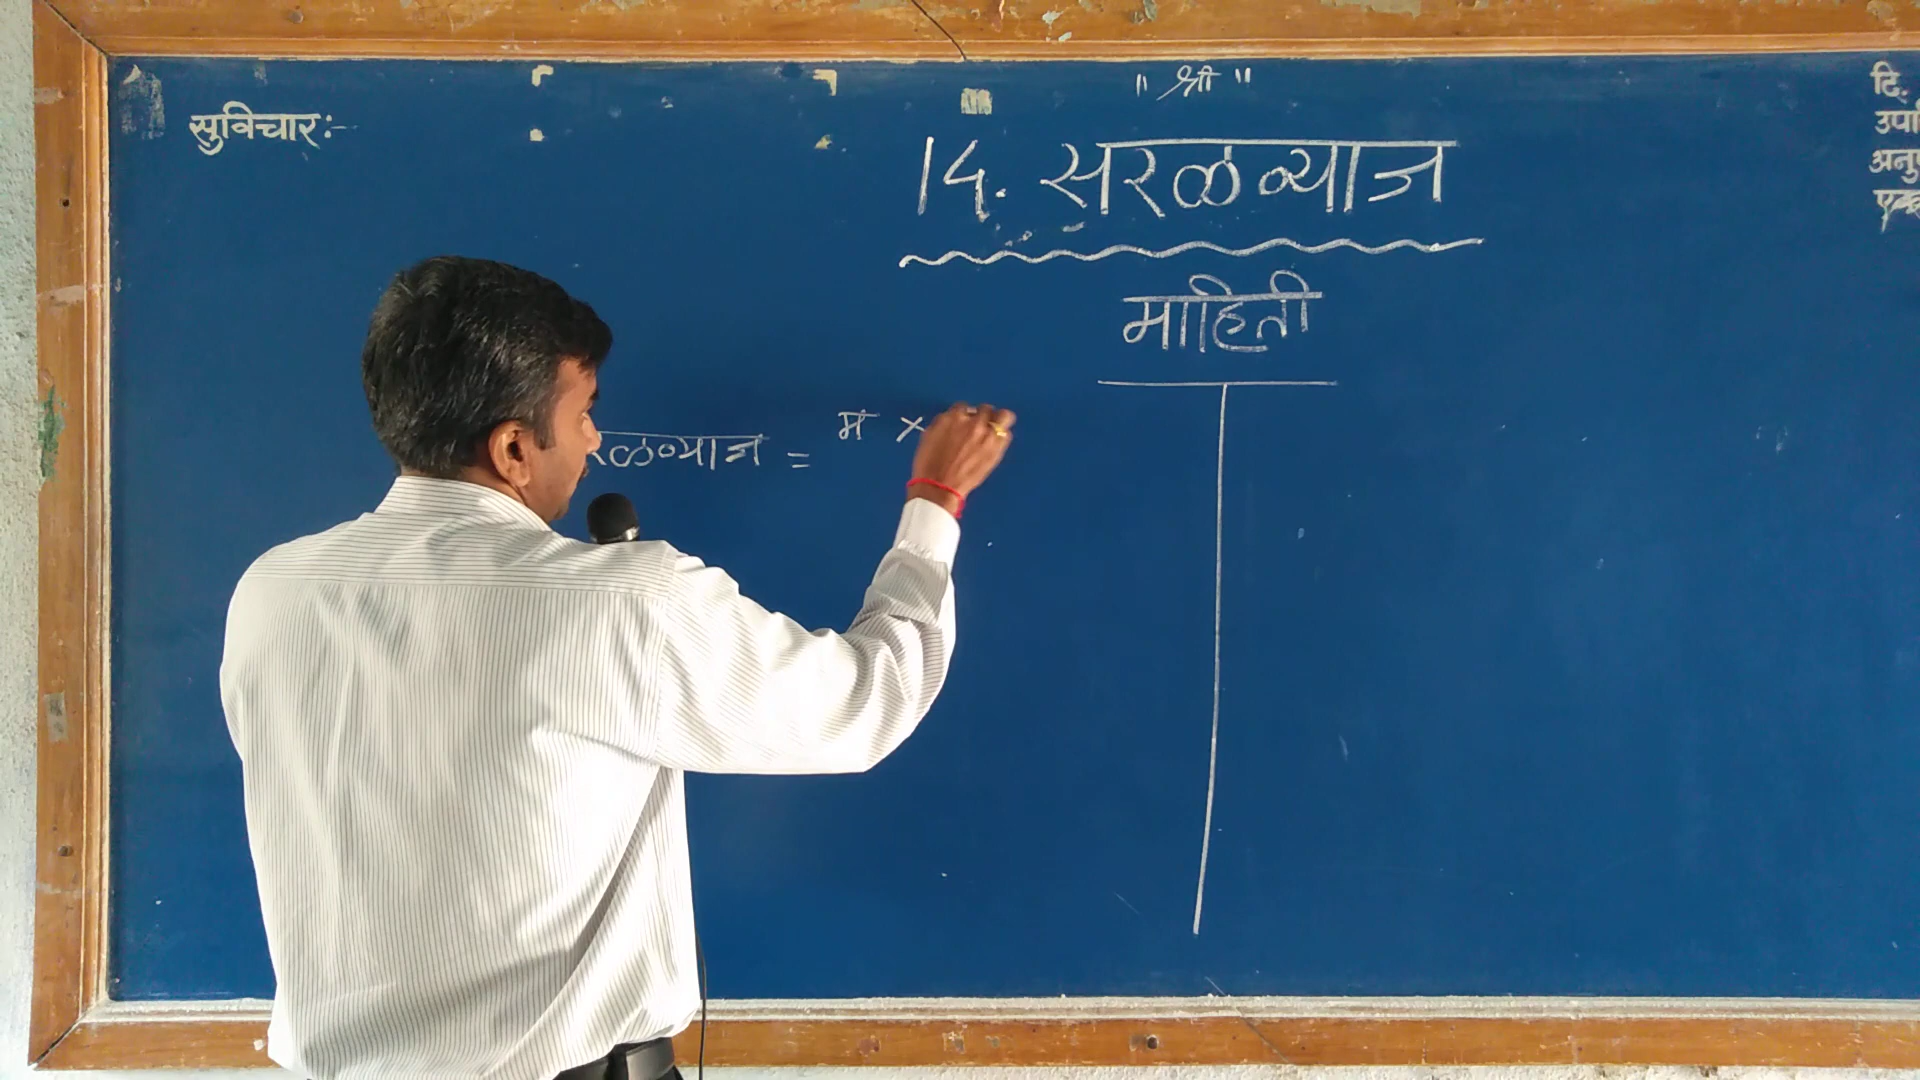 " श्री "
सुविचार:-
14. सरळव्याज
माहिती
रळव्याज = म ×
दि.